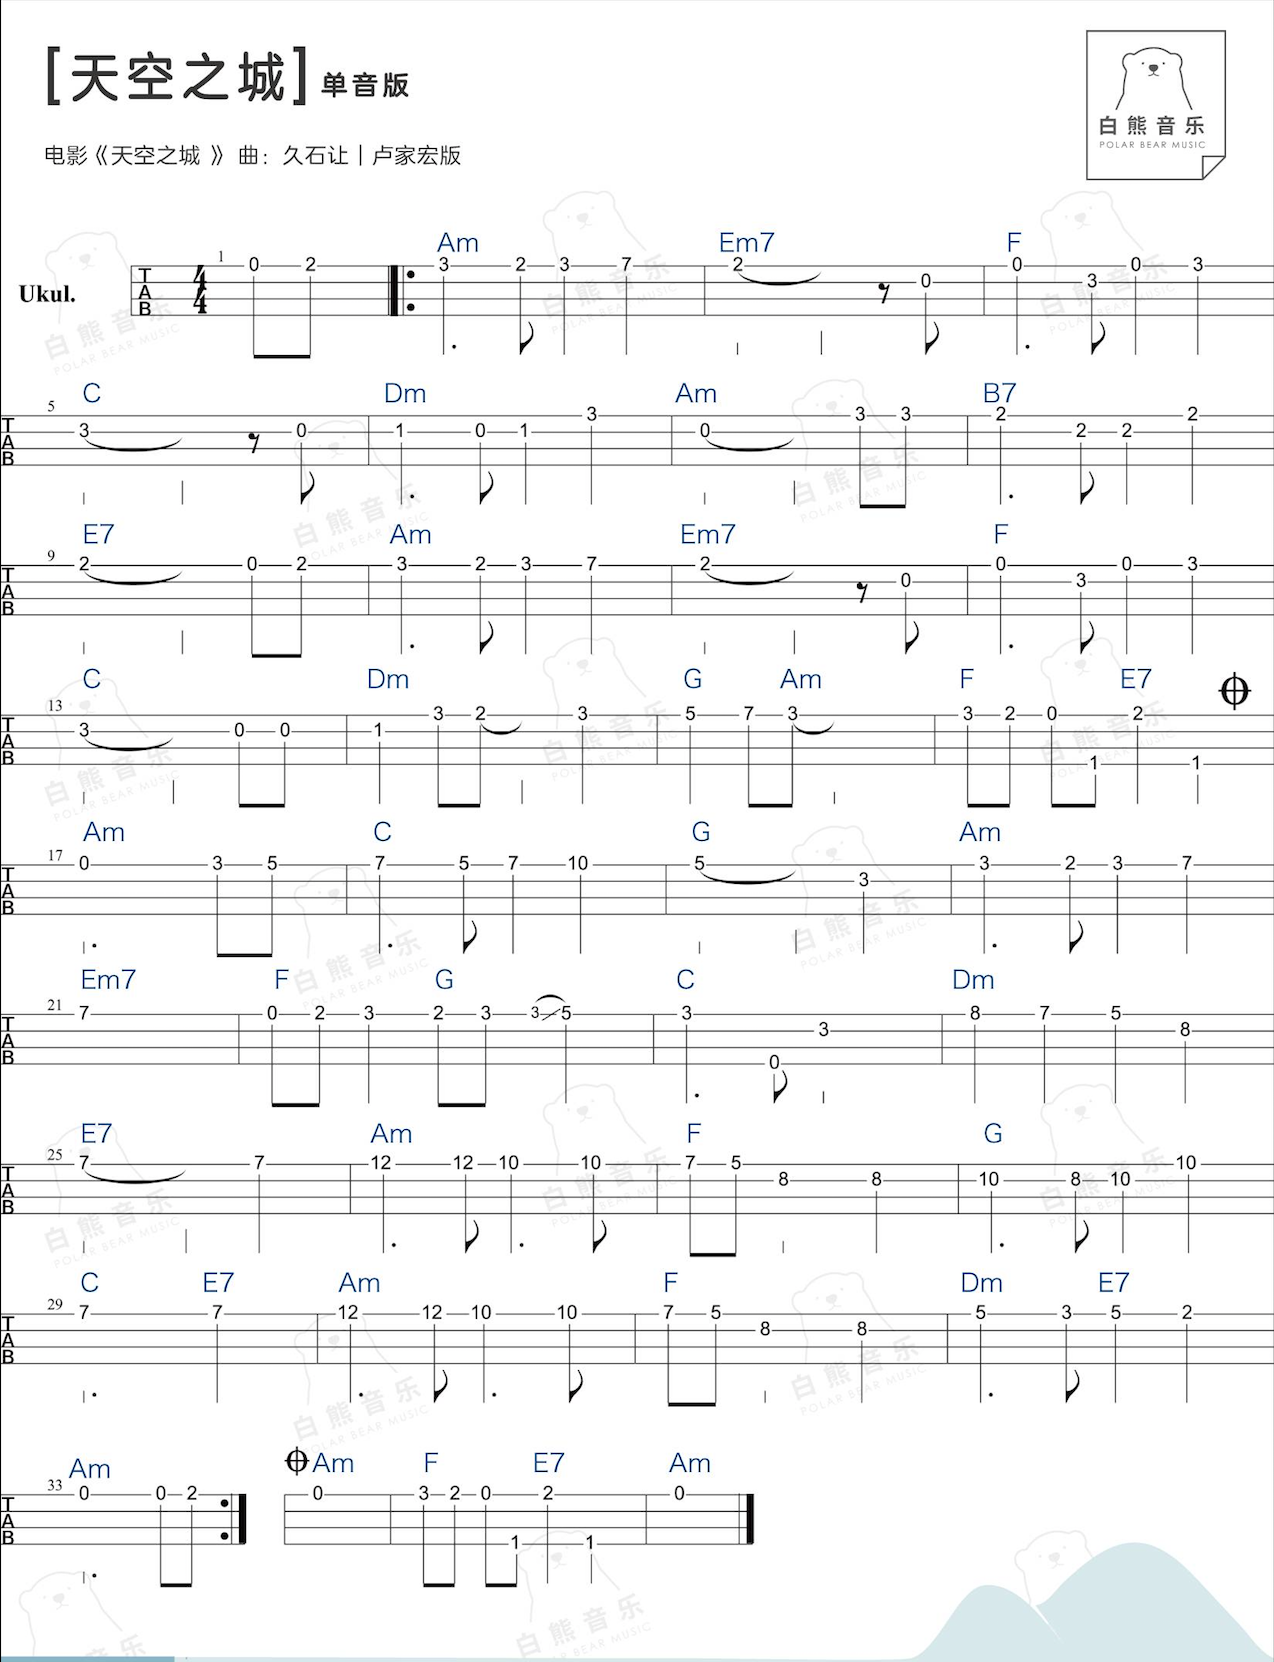 [天空之城] 单音版
电影《天空之城 》 曲：久石让｜卢家宏版
白熊音乐
POLAR BEAR MUSIC
Am Em7 F
Ukul. TAB 4/4 1 0 2 3 2 3 7 2 0 0 3 0 3
C Dm Am B7
5 TAB 3 0 1 0 1 3 0 3 3 2 2 2 2
E7 Am Em7 F
9 TAB 2 0 2 3 2 3 7 2 0 0 3 0 3
C Dm G Am F E7
13 TAB 3 0 0 1 3 2 3 5 7 3 3 2 0 1 2 1
Am C G Am
17 TAB 0 3 5 7 5 7 10 5 3 3 2 3 7
Em7 F G C Dm
21 TAB 7 0 2 3 2 3 3 5 3 0 3 8 7 5 8
E7 Am F G
25 TAB 7 7 12 12 10 10 7 5 8 8 10 8 10 10
C E7 Am F Dm E7
29 TAB 7 7 12 12 10 10 7 5 8 8 5 3 5 2
Am Am F E7 Am
33 TAB 0 0 2 0 3 2 0 1 2 1 0